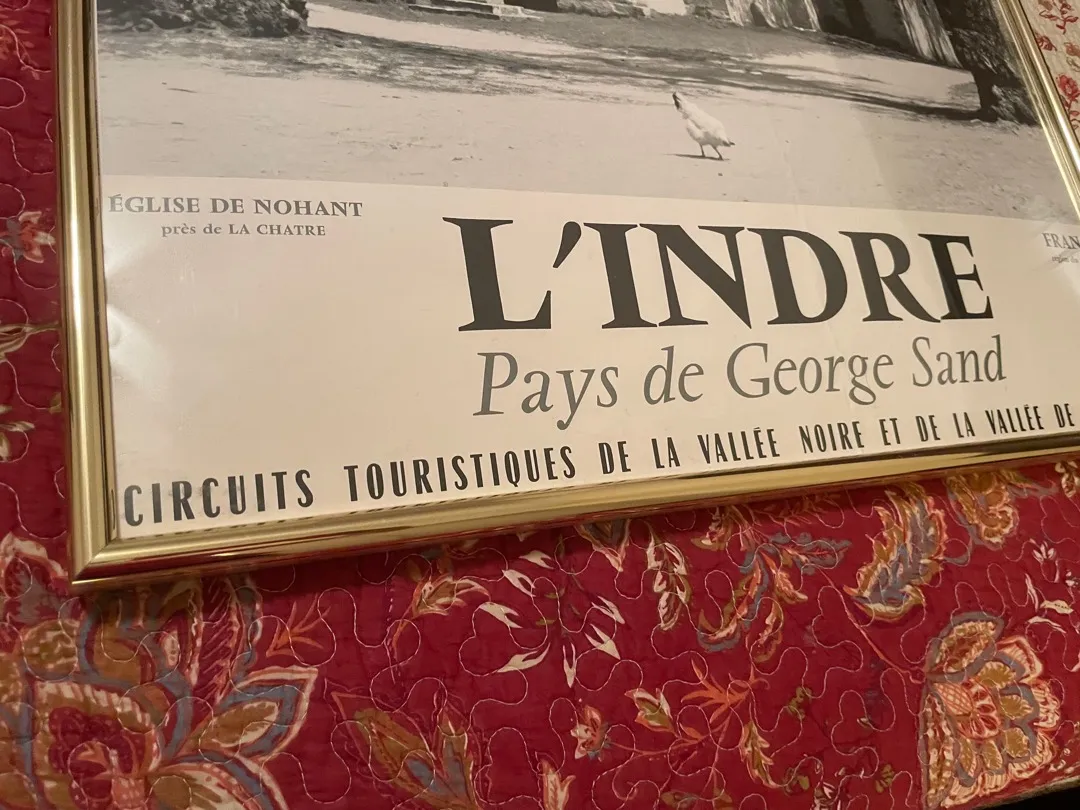 ÉGLISE DE NOHANT
près de LA CHATRE
L'INDRE
Pays de George Sand
CIRCUITS TOURISTIQUES DE LA VALLÉE NOIRE ET DE LA VALLÉE DE
FRAN